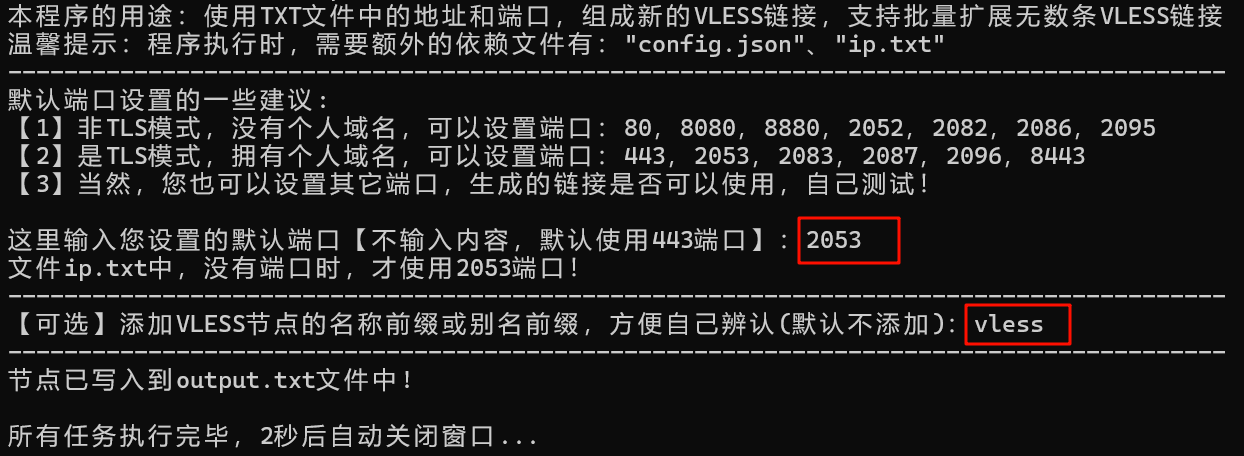 本程序的用途：使用TXT文件中的地址和端口，组成新的VLESS链接，支持批量扩展无数条VLESS链接
温馨提示：程序执行时，需要额外的依赖文件有："config.json"、"ip.txt"
---------------------------------------------------------------------------------------
默认端口设置的一些建议：
【1】非TLS模式，没有个人域名，可以设置端口：80, 8080, 8880, 2052, 2082, 2086, 2095
【2】是TLS模式，拥有个人域名，可以设置端口：443, 2053, 2083, 2087, 2096, 8443
【3】当然，您也可以设置其它端口，生成的链接是否可以使用，自己测试！
这里输入您设置的默认端口【不输入内容，默认使用443端口】：2053
文件ip.txt中，没有端口时，才使用2053端口！
---------------------------------------------------------------------------------------
【可选】添加VLESS节点的名称前缀或别名前缀，方便自己辨认(默认不添加)：vless
---------------------------------------------------------------------------------------
节点已写入到output.txt文件中！
所有任务执行完毕，2秒后自动关闭窗口...